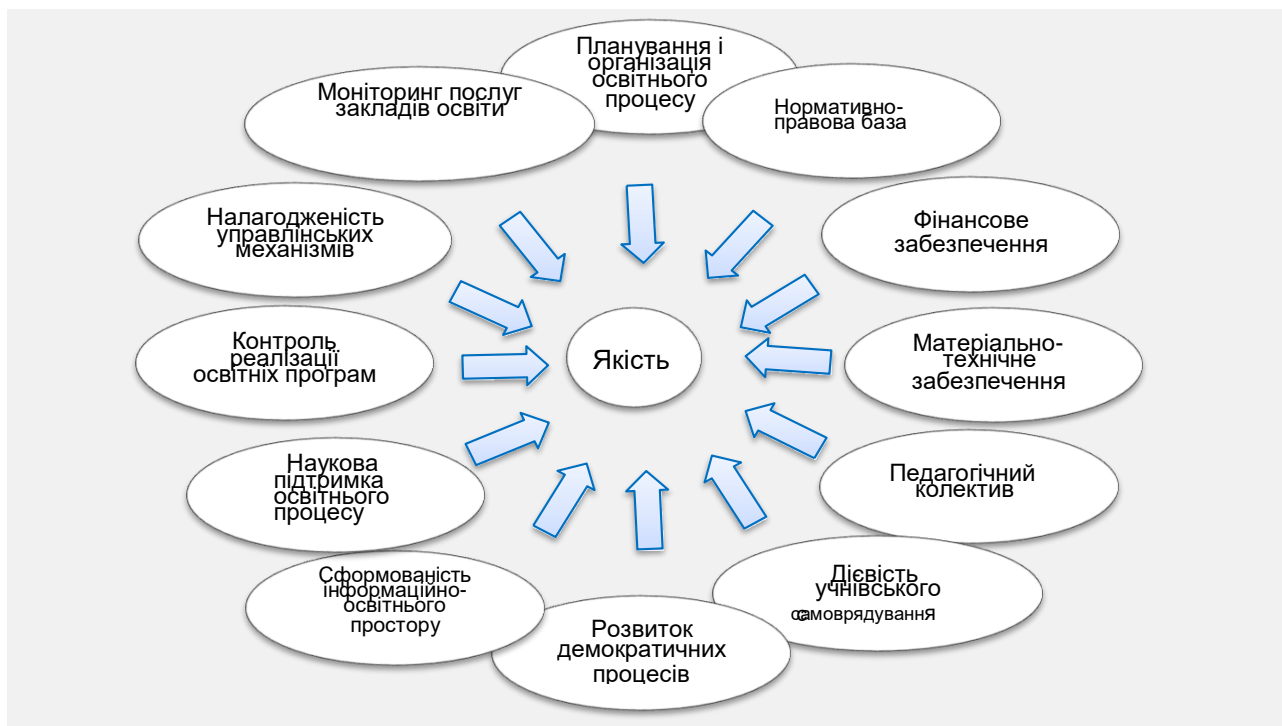 Планування і
організація
освітнього
процесу
Моніторинг послуг
закладів освіти
Нормативно-
правова база
Налагодженість
управлінських
механізмів
Фінансове
забезпечення
Контроль
реалізації
освітніх програм
Якість
Матеріально-
технічне
забезпечення
Наукова
підтримка
освітнього
процесу
Педагогічний
колектив
Сформованість
інформаційно-
освітнього
простору
Дієвість
учнівського
самоврядування
Розвиток
демократичних
процесів